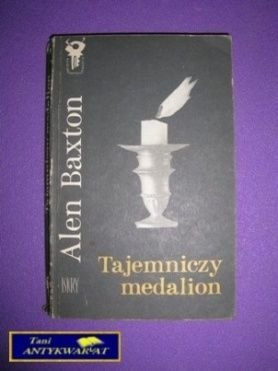 Alen Baxton
Tajemniczy
medalion
ISKRY
Tani
ANTYKWARIAT